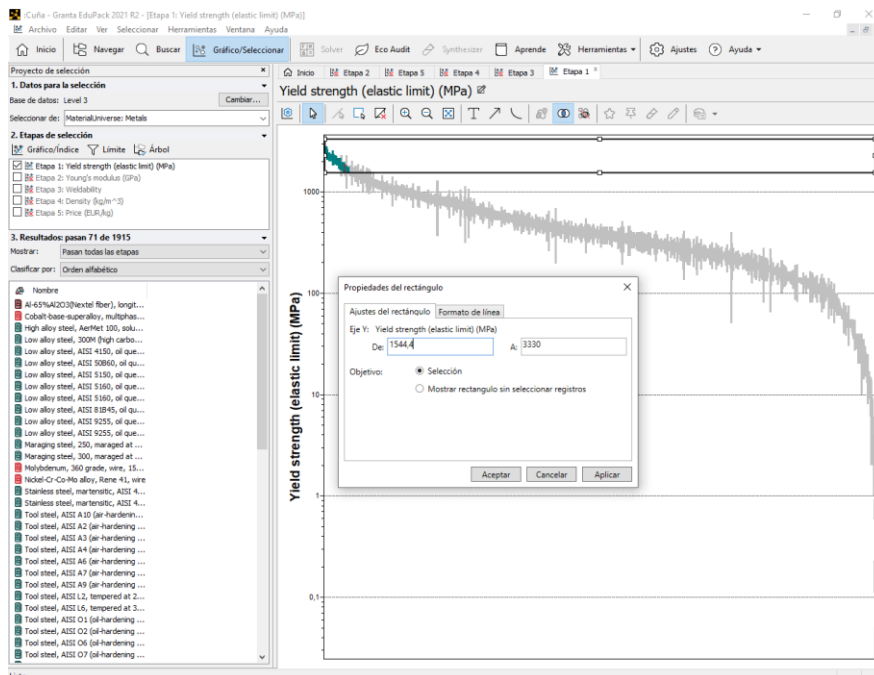 Cuña - Granta EduPack 2021 R2 - [Etapa 1: Yield strength (elastic limit) (MPa)]
Archivo Editar Ver Seleccionar Herramientas Ventana Ayuda
Inicio Navegar Buscar Gráfico/Seleccionar Solver Eco Audit Synthesizer Aprende Herramientas Ajustes Ayuda
Proyecto de selección
Inicio Etapa 2 Etapa 5 Etapa 4 Etapa 3 Etapa 1
1. Datos para la selección
Base de datos: Level 3 Cambiar...
Seleccionar de: MaterialUniverse: Metals
2. Etapas de selección
Gráfico/Índice Límite Árbol
Etapa 1: Yield strength (elastic limit) (MPa)
Etapa 2: Young's modulus (GPa)
Etapa 3: Weldability
Etapa 4: Density (kg/m^3)
Etapa 5: Price (EUR/kg)
3. Resultados: pasan 71 de 1915
Mostrar: Pasan todas las etapas
Clasificar por: Orden alfabético
Nombre
Al-65%Al2O3(Nextel fiber), longit...
Cobalt-base-superalloy, multiphas...
High alloy steel, AerMet 100, solu...
Low alloy steel, 300M (high carbo...
Low alloy steel, AISI 4150, oil que...
Low alloy steel, AISI 50B60, oil qu...
Low alloy steel, AISI 5150, oil que...
Low alloy steel, AISI 5160, oil que...
Low alloy steel, AISI 5160, oil que...
Low alloy steel, AISI 81B45, oil qu...
Low alloy steel, AISI 9255, oil que...
Low alloy steel, AISI 9255, oil que...
Maraging steel, 250, maraged at ...
Maraging steel, 300, maraged at ...
Molybdenum, 360 grade, wire, 15...
Nickel-Cr-Co-Mo alloy, Rene 41, wire
Stainless steel, martensitic, AISI 4...
Stainless steel, martensitic, AISI 4...
Tool steel, AISI A10 (air-hardenin...
Tool steel, AISI A2 (air-hardening ...
Tool steel, AISI A3 (air-hardening ...
Tool steel, AISI A4 (air-hardening ...
Tool steel, AISI A6 (air-hardening ...
Tool steel, AISI A7 (air-hardening ...
Tool steel, AISI A9 (air-hardening ...
Tool steel, AISI L2, tempered at 2...
Tool steel, AISI L6, tempered at 3...
Tool steel, AISI O1 (oil-hardening ...
Tool steel, AISI O2 (oil-hardening ...
Tool steel, AISI O6 (oil-hardening ...
Tool steel, AISI O7 (oil-hardening ...
Yield strength (elastic limit) (MPa)
Yield strength (elastic limit) (MPa)
1000
100
10
1
0,1
Propiedades del rectángulo
Ajustes del rectángulo Formato de línea
Eje Y: Yield strength (elastic limit) (MPa)
De: 1544,4 A: 3330
Objetivo: Selección
Mostrar rectangulo sin seleccionar registros
Aceptar Cancelar Aplicar